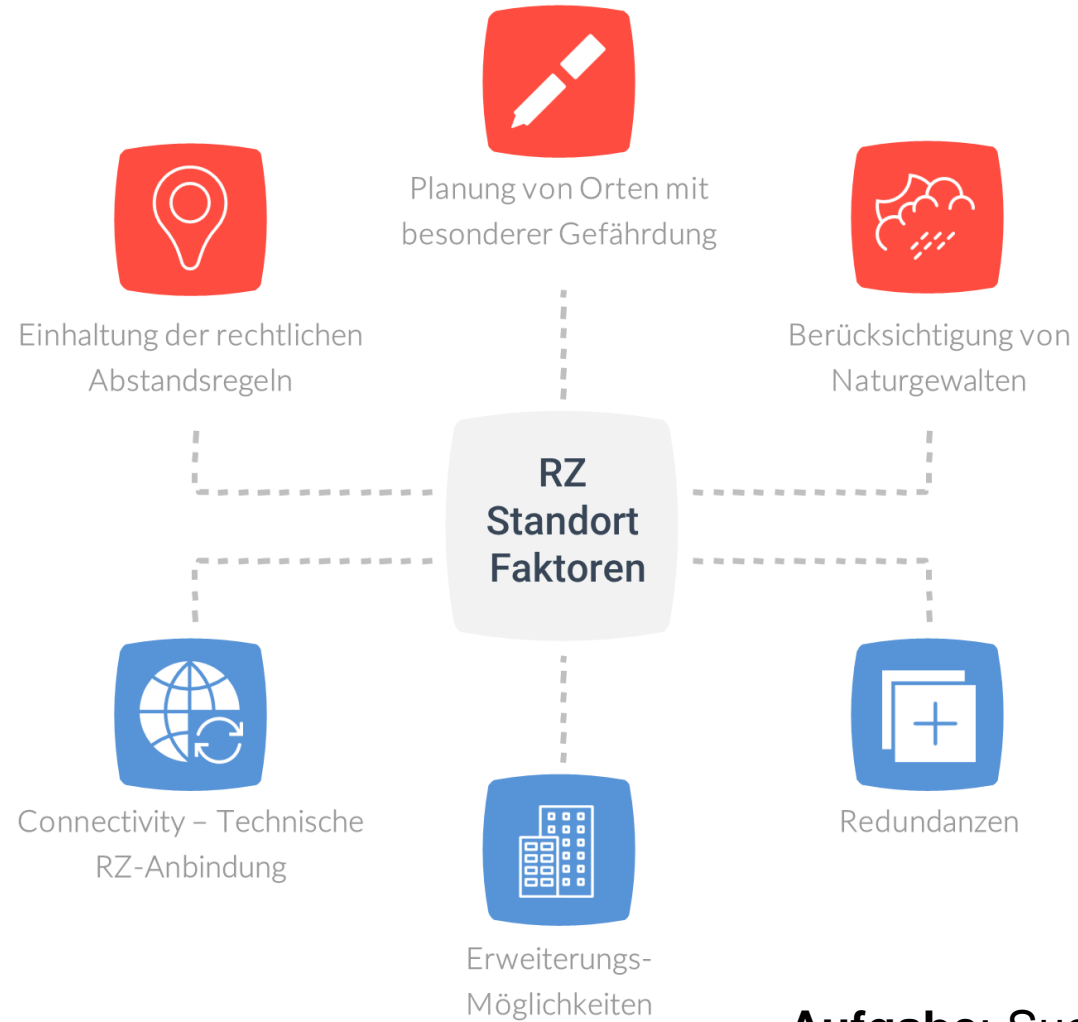 Planung von Orten mit
besonderer Gefährdung
Einhaltung der rechtlichen
Abstandsregeln
Berücksichtigung von
Naturgewalten
RZ
Standort
Faktoren
Connectivity – Technische
RZ-Anbindung
Redundanzen
Erweiterungs-
Möglichkeiten